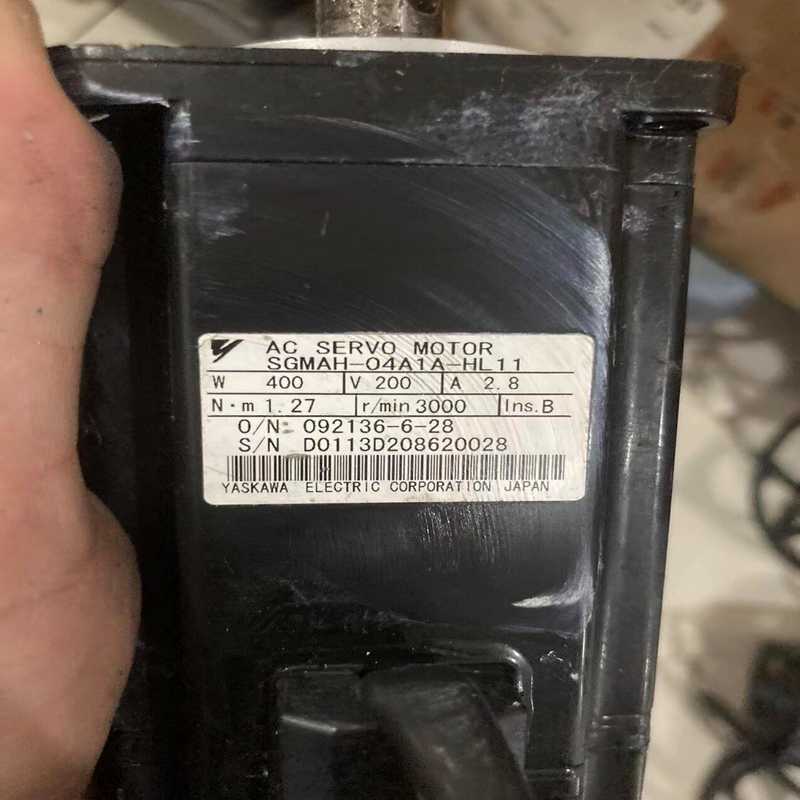 AC SERVO MOTOR
SGMAH-04A1A-HL11
W 400 V 200 A 2.8
N·m 1.27 r/min 3000 Ins.B
O/N 092136-6-28
S/N D0113D208620028
YASKAWA ELECTRIC CORPORATION JAPAN